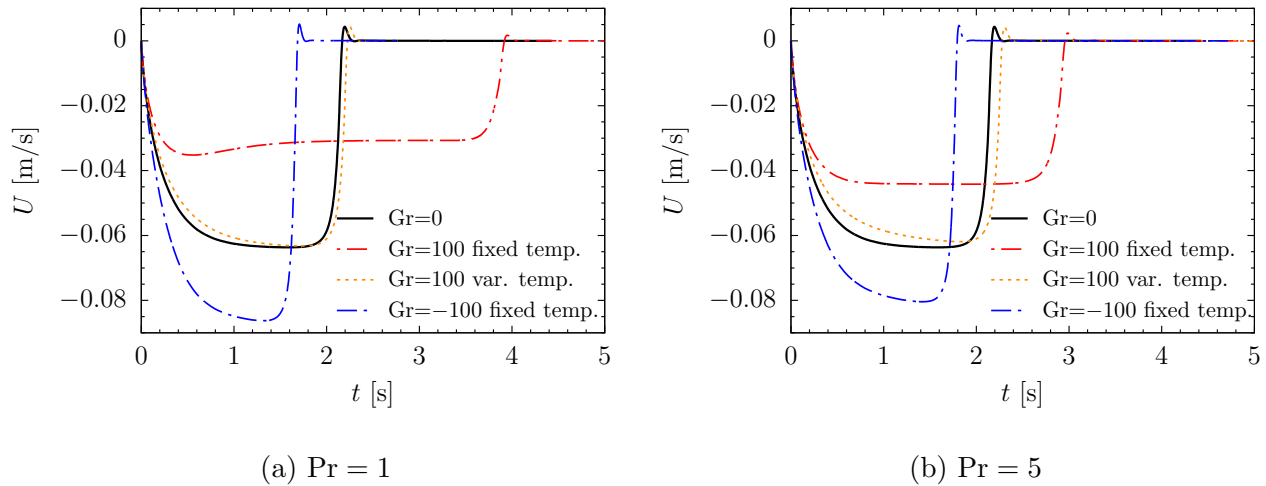 0
−0.02
−0.04
−0.06
−0.08
U [m/s]
0 1 2 3 4 5
t [s]
Gr=0
Gr=100 fixed temp.
Gr=100 var. temp.
Gr=−100 fixed temp.
(a) Pr = 1
0
−0.02
−0.04
−0.06
−0.08
U [m/s]
0 1 2 3 4 5
t [s]
Gr=0
Gr=100 fixed temp.
Gr=100 var. temp.
Gr=−100 fixed temp.
(b) Pr = 5